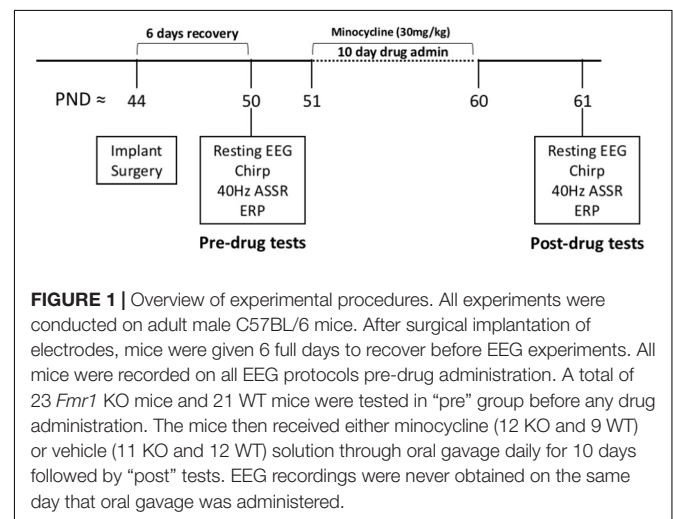 6 days recovery
Minocycline (30mg/kg)
10 day drug admin
PND ≈ 44 50 51 60 61
Implant
Surgery
Resting EEG
Chirp
40Hz ASSR
ERP
Pre-drug tests
Resting EEG
Chirp
40Hz ASSR
ERP
Post-drug tests
FIGURE 1 | Overview of experimental procedures. All experiments were
conducted on adult male C57BL/6 mice. After surgical implantation of
electrodes, mice were given 6 full days to recover before EEG experiments. All
mice were recorded on all EEG protocols pre-drug administration. A total of
23 Fmr1 KO mice and 21 WT mice were tested in “pre” group before any drug
administration. The mice then received either minocycline (12 KO and 9 WT)
or vehicle (11 KO and 12 WT) solution through oral gavage daily for 10 days
followed by “post” tests. EEG recordings were never obtained on the same
day that oral gavage was administered.